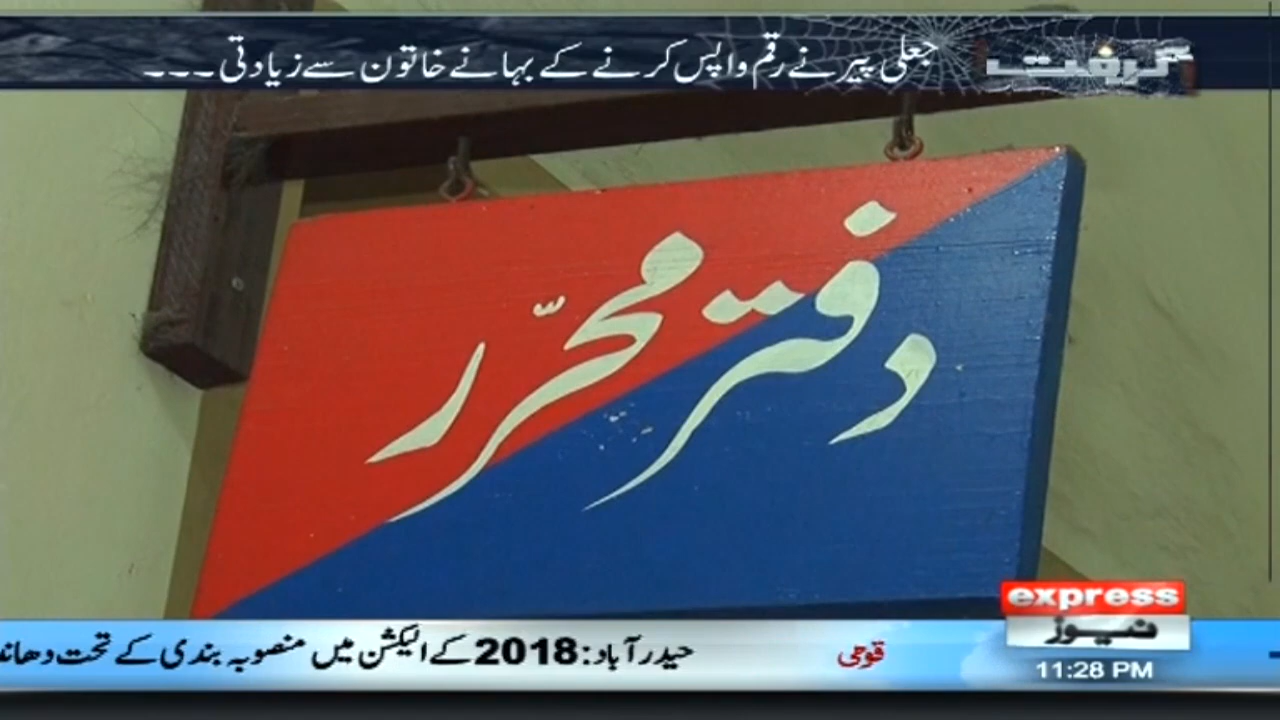 گرفت
جعلی پیر نے رقم واپس کرنے کے بہانے خاتون سے زیادتی ۔۔۔
دفتر محرّر
express
نیوز
11:28 PM
قومی
حیدرآباد: 2018 کے الیکشن میں منصوبہ بندی کے تحت دھاند